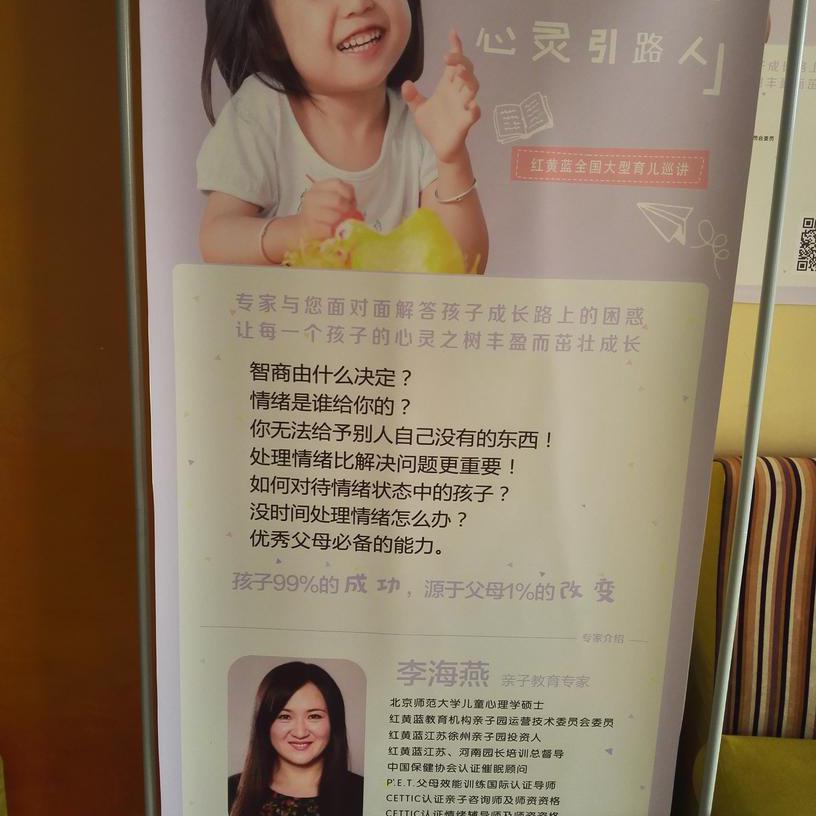 心灵引路人」
红黄蓝全国大型育儿巡讲
专家与您面对面解答孩子成长路上的困惑
让每一个孩子的心灵之树丰盈而茁壮成长
智商由什么决定？
情绪是谁给你的？
你无法给予别人自己没有的东西！
处理情绪比解决问题更重要！
如何对待情绪状态中的孩子？
没时间处理情绪怎么办？
优秀父母必备的能力。
孩子99%的成功，源于父母1%的改变
专家介绍
李海燕 亲子教育专家
北京师范大学儿童心理学硕士
红黄蓝教育机构亲子园运营技术委员会委员
红黄蓝江苏徐州亲子园投资人
红黄蓝江苏、河南园长培训总督导
中国保健协会认证催眠顾问
P.E.T.父母效能训练国际认证导师
CETTIC认证亲子咨询师及师资资格
CETTIC认证情绪辅导师及师资资格